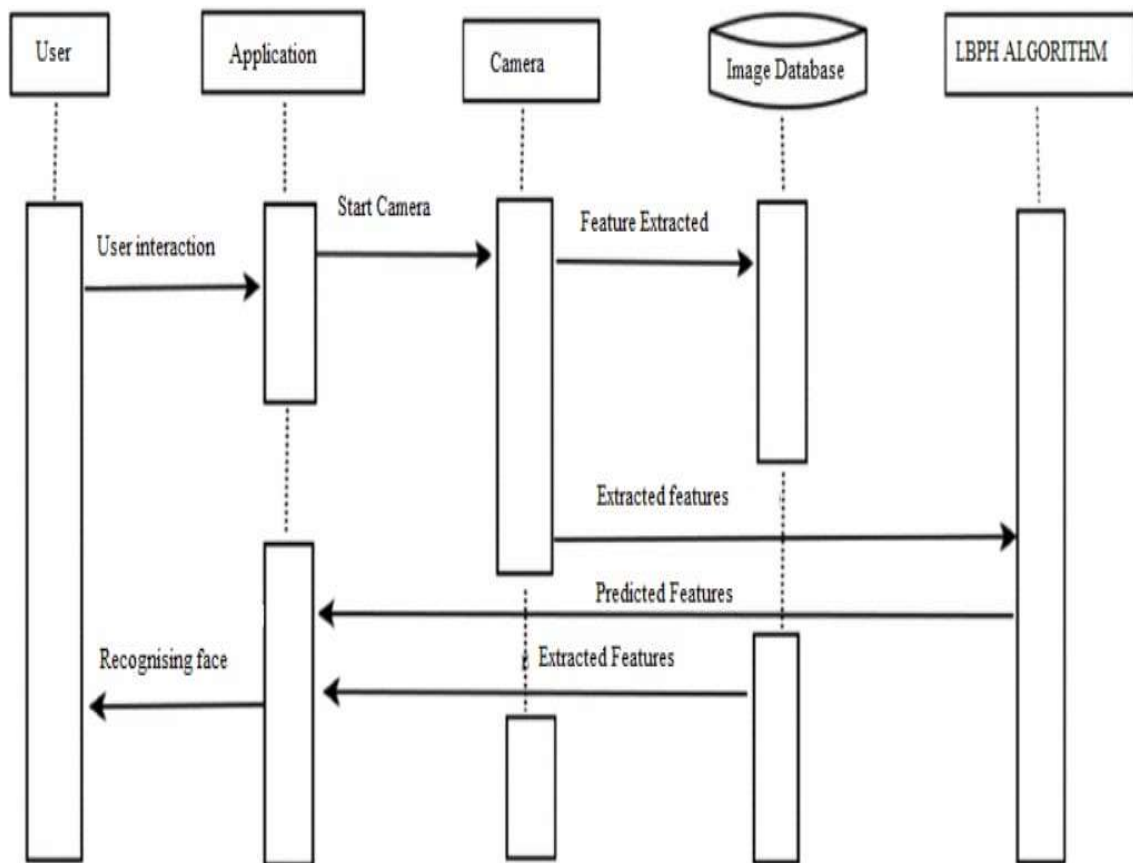 User
Application
Camera
Image Database
LBPH ALGORITHM
Start Camera
Feature Extracted
User interaction
Extracted features
Predicted Features
Recognising face
Extracted Features